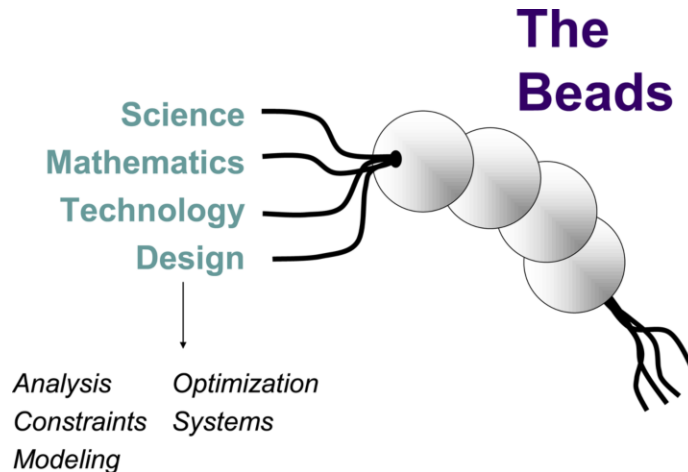 The
Beads
Science
Mathematics
Technology
Design
Analysis Optimization
Constraints Systems
Modeling